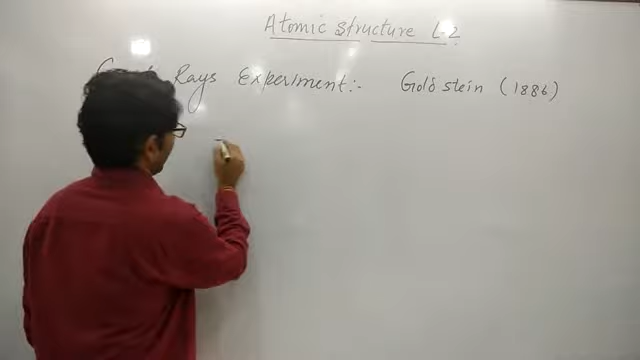 Atomic Structure L-2
Rays Experiment:- Goldstein (1886)